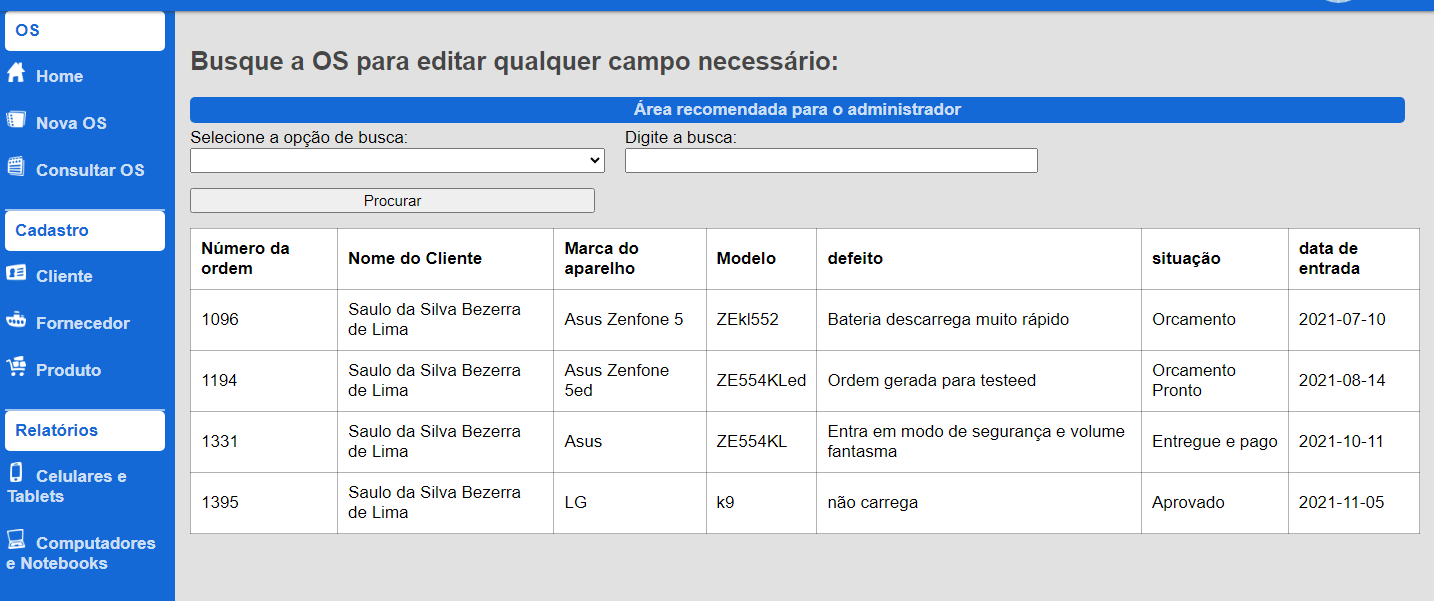 OS
Home
Nova OS
Consultar OS
Cadastro
Cliente
Fornecedor
Produto
Relatórios
Celulares e
Tablets
Computadores
e Notebooks
Busque a OS para editar qualquer campo necessário:
Área recomendada para o administrador
Selecione a opção de busca: Digite a busca:
Procurar
Número da ordem Nome do Cliente Marca do aparelho Modelo defeito situação data de entrada
1096 Saulo da Silva Bezerra de Lima Asus Zenfone 5 ZEkl552 Bateria descarrega muito rápido Orcamento 2021-07-10
1194 Saulo da Silva Bezerra de Lima Asus Zenfone 5ed ZE554KLed Ordem gerada para testeed Orcamento Pronto 2021-08-14
1331 Saulo da Silva Bezerra de Lima Asus ZE554KL Entra em modo de segurança e volume fantasma Entregue e pago 2021-10-11
1395 Saulo da Silva Bezerra de Lima LG k9 não carrega Aprovado 2021-11-05